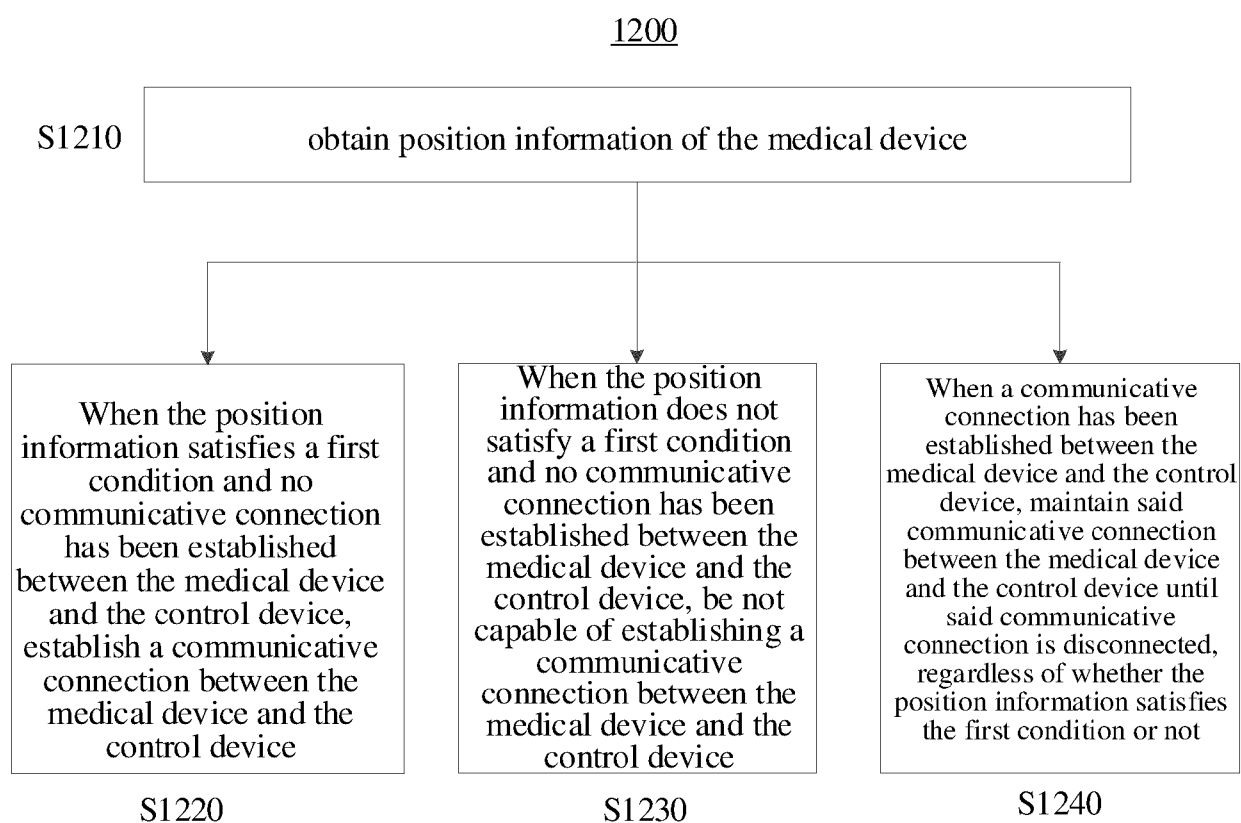 1200
S1210
obtain position information of the medical device
When the position
information satisfies a first
condition and no
communicative connection
has been established
between the medical device
and the control device,
establish a communicative
connection between the
medical device and the
control device
S1220
When the position
information does not
satisfy a first condition
and no communicative
connection has been
established between the
medical device and the
control device, be not
capable of establishing a
communicative
connection between the
medical device and the
control device
S1230
When a communicative
connection has been
established between the
medical device and the control
device, maintain said
communicative connection
between the medical device
and the control device until
said communicative
connection is disconnected,
regardless of whether the
position information satisfies
the first condition or not
S1240